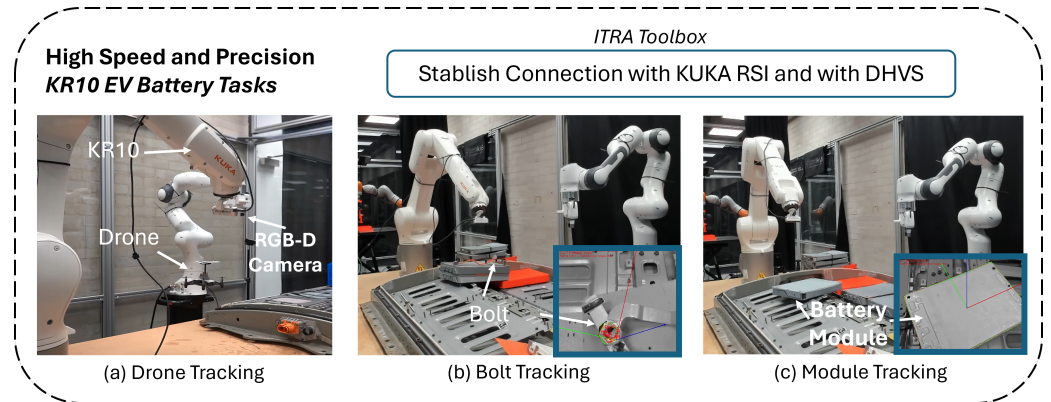 High Speed and Precision
KR10 EV Battery Tasks
ITRA Toolbox
Stablish Connection with KUKA RSI and with DHVS
KR10
KUKA
Drone
RGB-D
Camera
Bolt
Battery
Module
(a) Drone Tracking
(b) Bolt Tracking
(c) Module Tracking